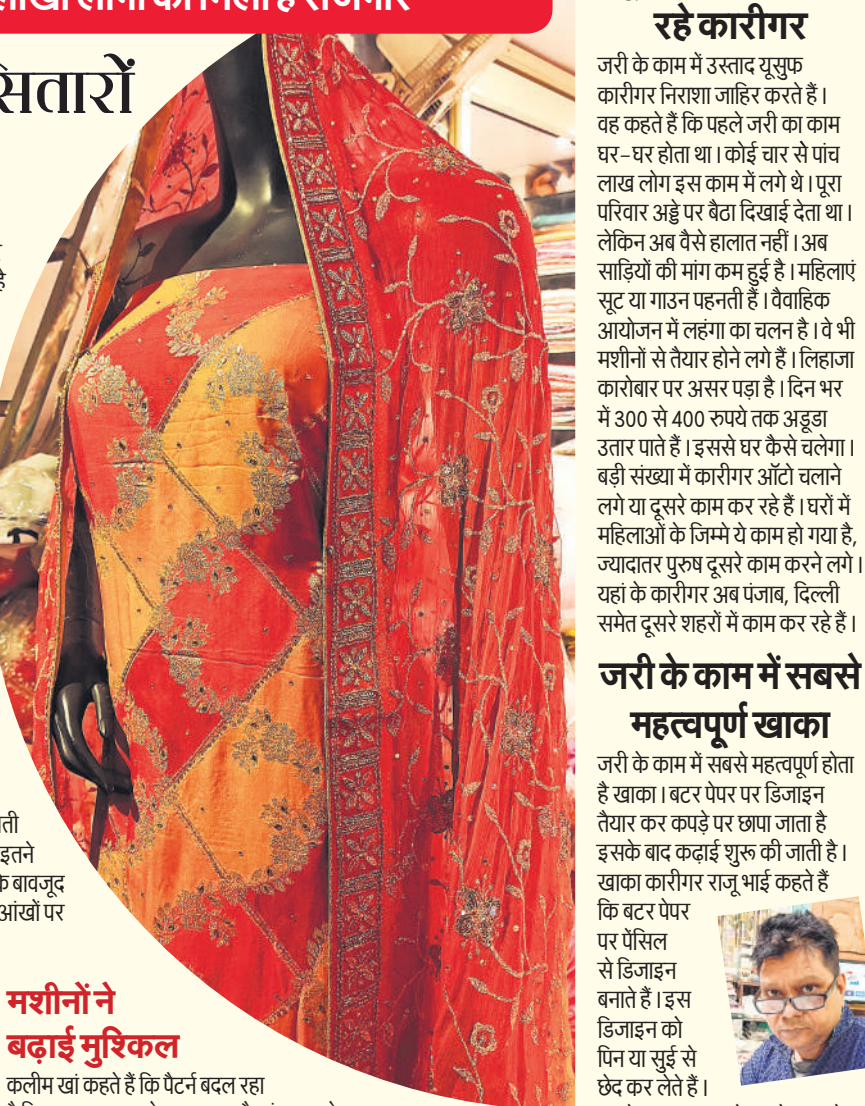 लाखों लोगों को मिला है रोजगार
सितारों
है
इतने
के बावजूद
आंखों पर
मशीनों ने
बढ़ाई मुश्किल
कलीम खां कहते हैं कि पैटर्न बदल रहा
रहे कारीगर
जरी के काम में उस्ताद यूसुफ
कारीगर निराशा जाहिर करते हैं।
वह कहते हैं कि पहले जरी का काम
घर-घर होता था। कोई चार से पांच
लाख लोग इस काम में लगे थे। पूरा
परिवार अड्डे पर बैठा दिखाई देता था।
लेकिन अब वैसे हालात नहीं। अब
साड़ियों की मांग कम हुई है। महिलाएं
सूट या गाउन पहनती हैं। वैवाहिक
आयोजन में लहंगा का चलन है। वे भी
मशीनों से तैयार होने लगे हैं। लिहाजा
कारोबार पर असर पड़ा है। दिन भर
में 300 से 400 रुपये तक अड्डा
उतार पाते हैं। इससे घर कैसे चलेगा।
बड़ी संख्या में कारीगर ऑटो चलाने
लगे या दूसरे काम कर रहे हैं। घरों में
महिलाओं के जिम्मे ये काम हो गया है,
ज्यादातर पुरुष दूसरे काम करने लगे।
यहां के कारीगर अब पंजाब, दिल्ली
समेत दूसरे शहरों में काम कर रहे हैं।
जरी के काम में सबसे
महत्वपूर्ण खाका
जरी के काम में सबसे महत्वपूर्ण होता
है खाका। बटर पेपर पर डिजाइन
तैयार कर कपड़े पर छापा जाता है
इसके बाद कढ़ाई शुरू की जाती है।
खाका कारीगर राजू भाई कहते हैं
कि बटर पेपर
पर पेंसिल
से डिजाइन
बनाते हैं। इस
डिजाइन को
पिन या सुई से
छेद कर लेते हैं।